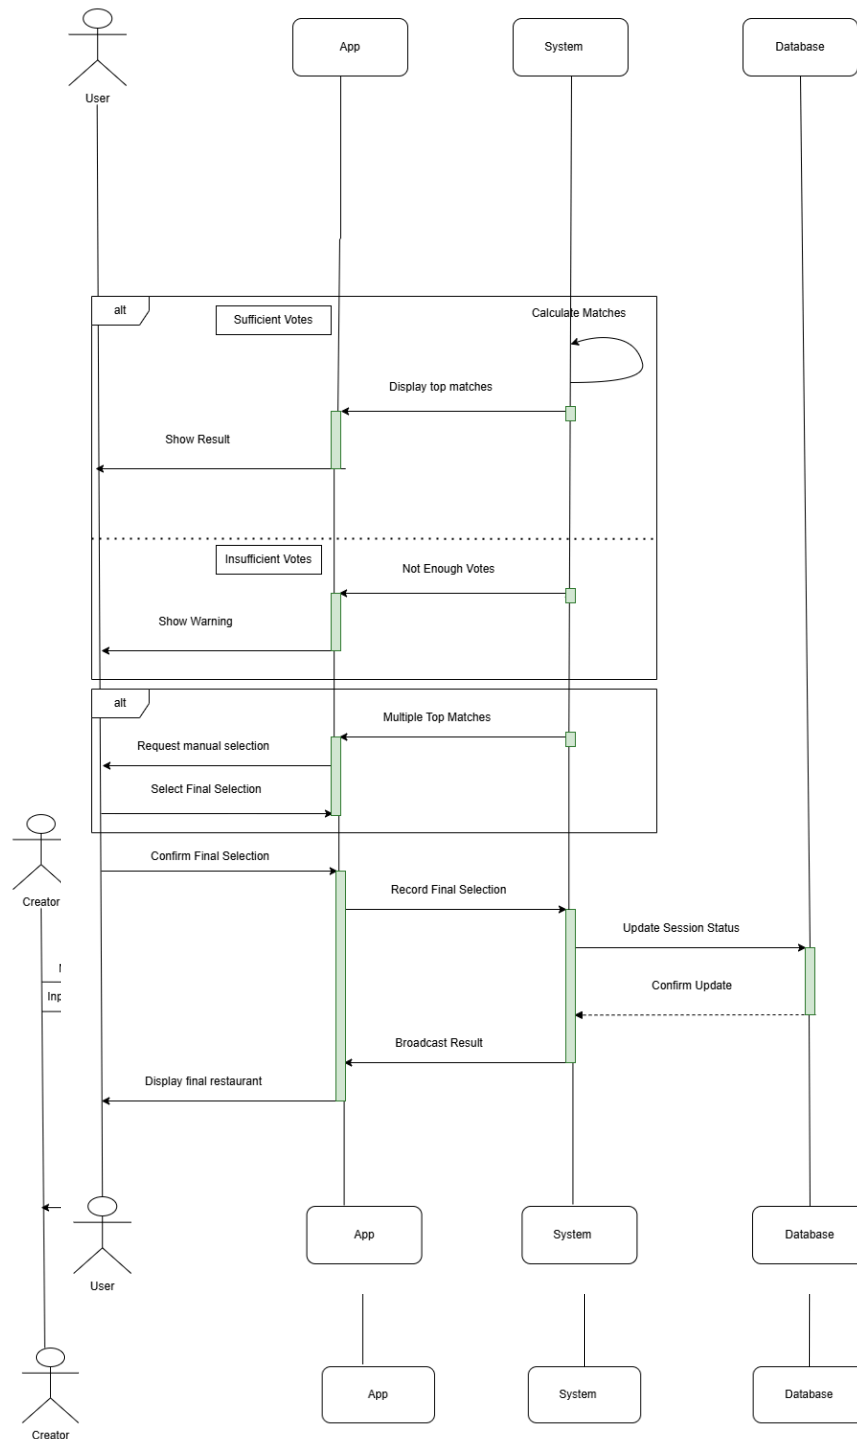 User
App
System
Database
alt
Sufficient Votes
Calculate Matches
Display top matches
Show Result
Insufficient Votes
Not Enough Votes
Show Warning
alt
Multiple Top Matches
Request manual selection
Select Final Selection
Confirm Final Selection
Record Final Selection
Creator
Update Session Status
Confirm Update
Broadcast Result
Display final restaurant
App
System
Database
User
App
System
Database
Creator